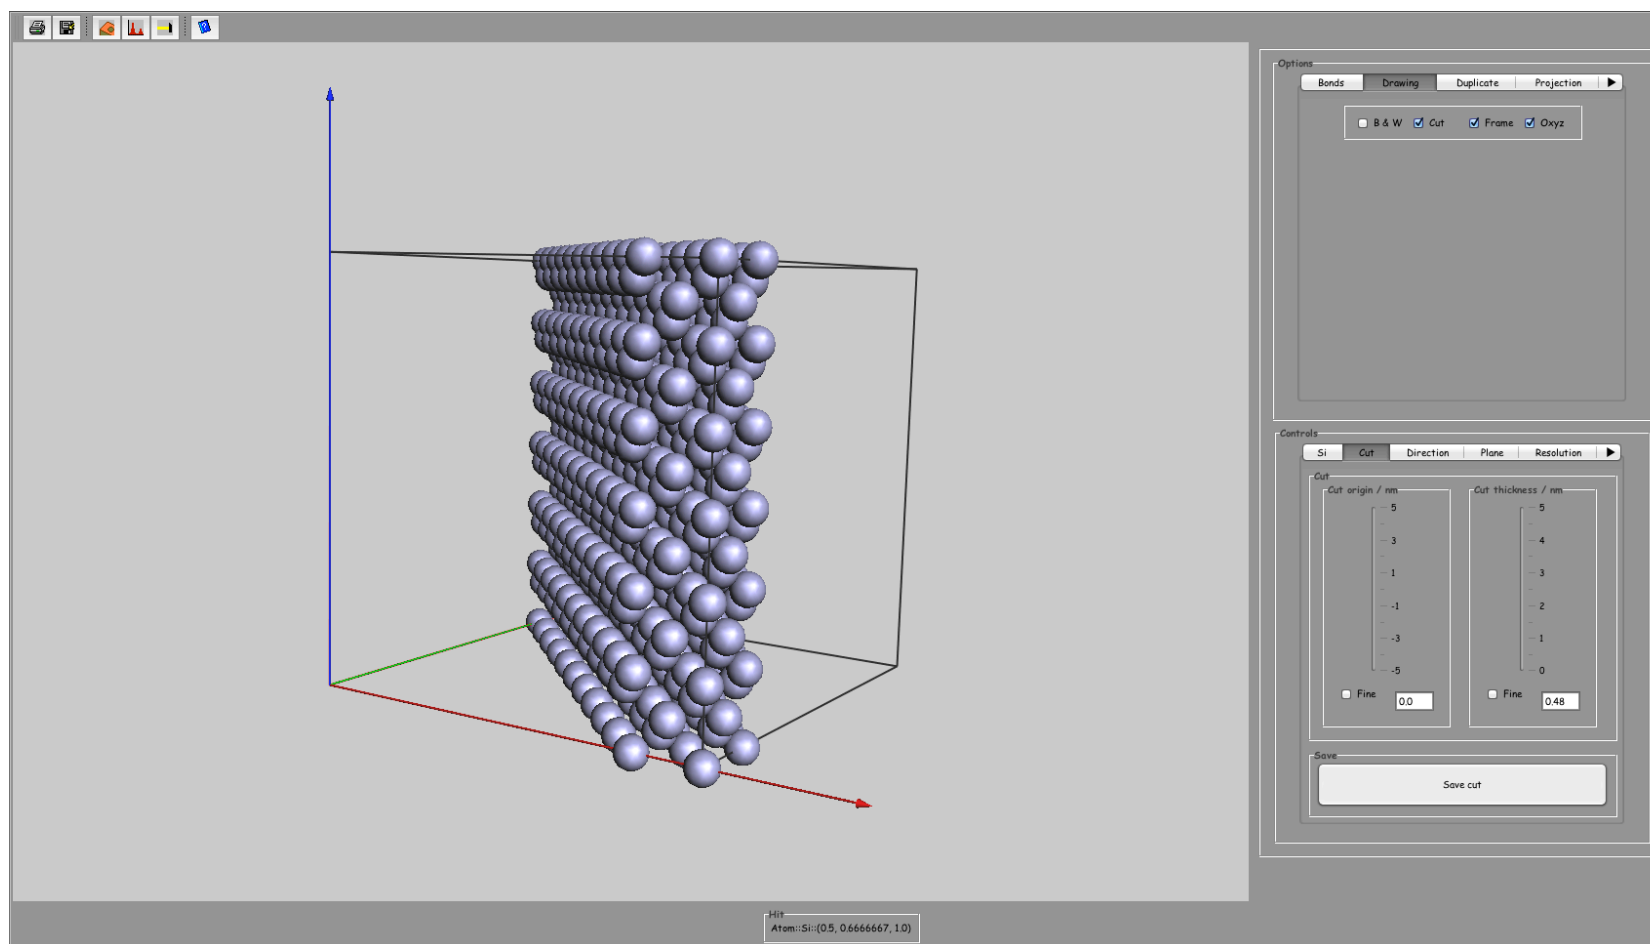 Options
Bonds Drawing Duplicate Projection
B & W Cut Frame Oxyz
Controls
Si Cut Direction Plane Resolution
Cut
Cut origin / nm Cut thickness / nm
5 5
3 4
1 3
-1 2
-3 1
-5 0
Fine 0.0 Fine 0.48
Save
Save cut
Hit
Atom::Si::(0.5, 0.6666667, 1.0)